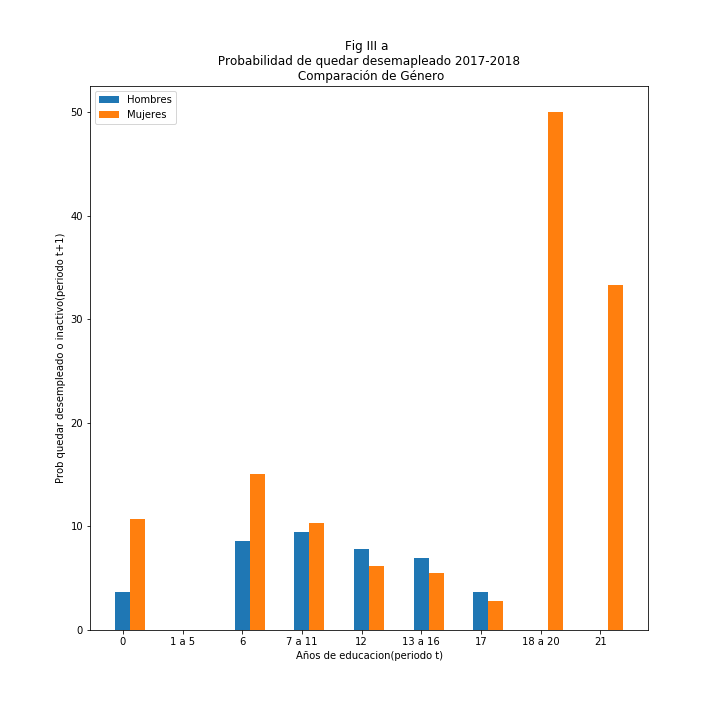 Fig III a
Probabilidad de quedar desemapleado 2017-2018
Comparación de Género
Hombres
Mujeres
Prob quedar desempleado o inactivo(periodo t+1)
50
40
30
20
10
0
0 1 a 5 6 7 a 11 12 13 a 16 17 18 a 20 21
Años de educacion(periodo t)